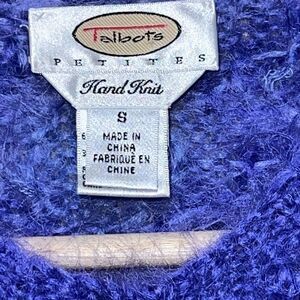 Talbots
PETITES
Hand Knit
S
MADE IN
CHINA
FABRIQUÉ EN
CHINE